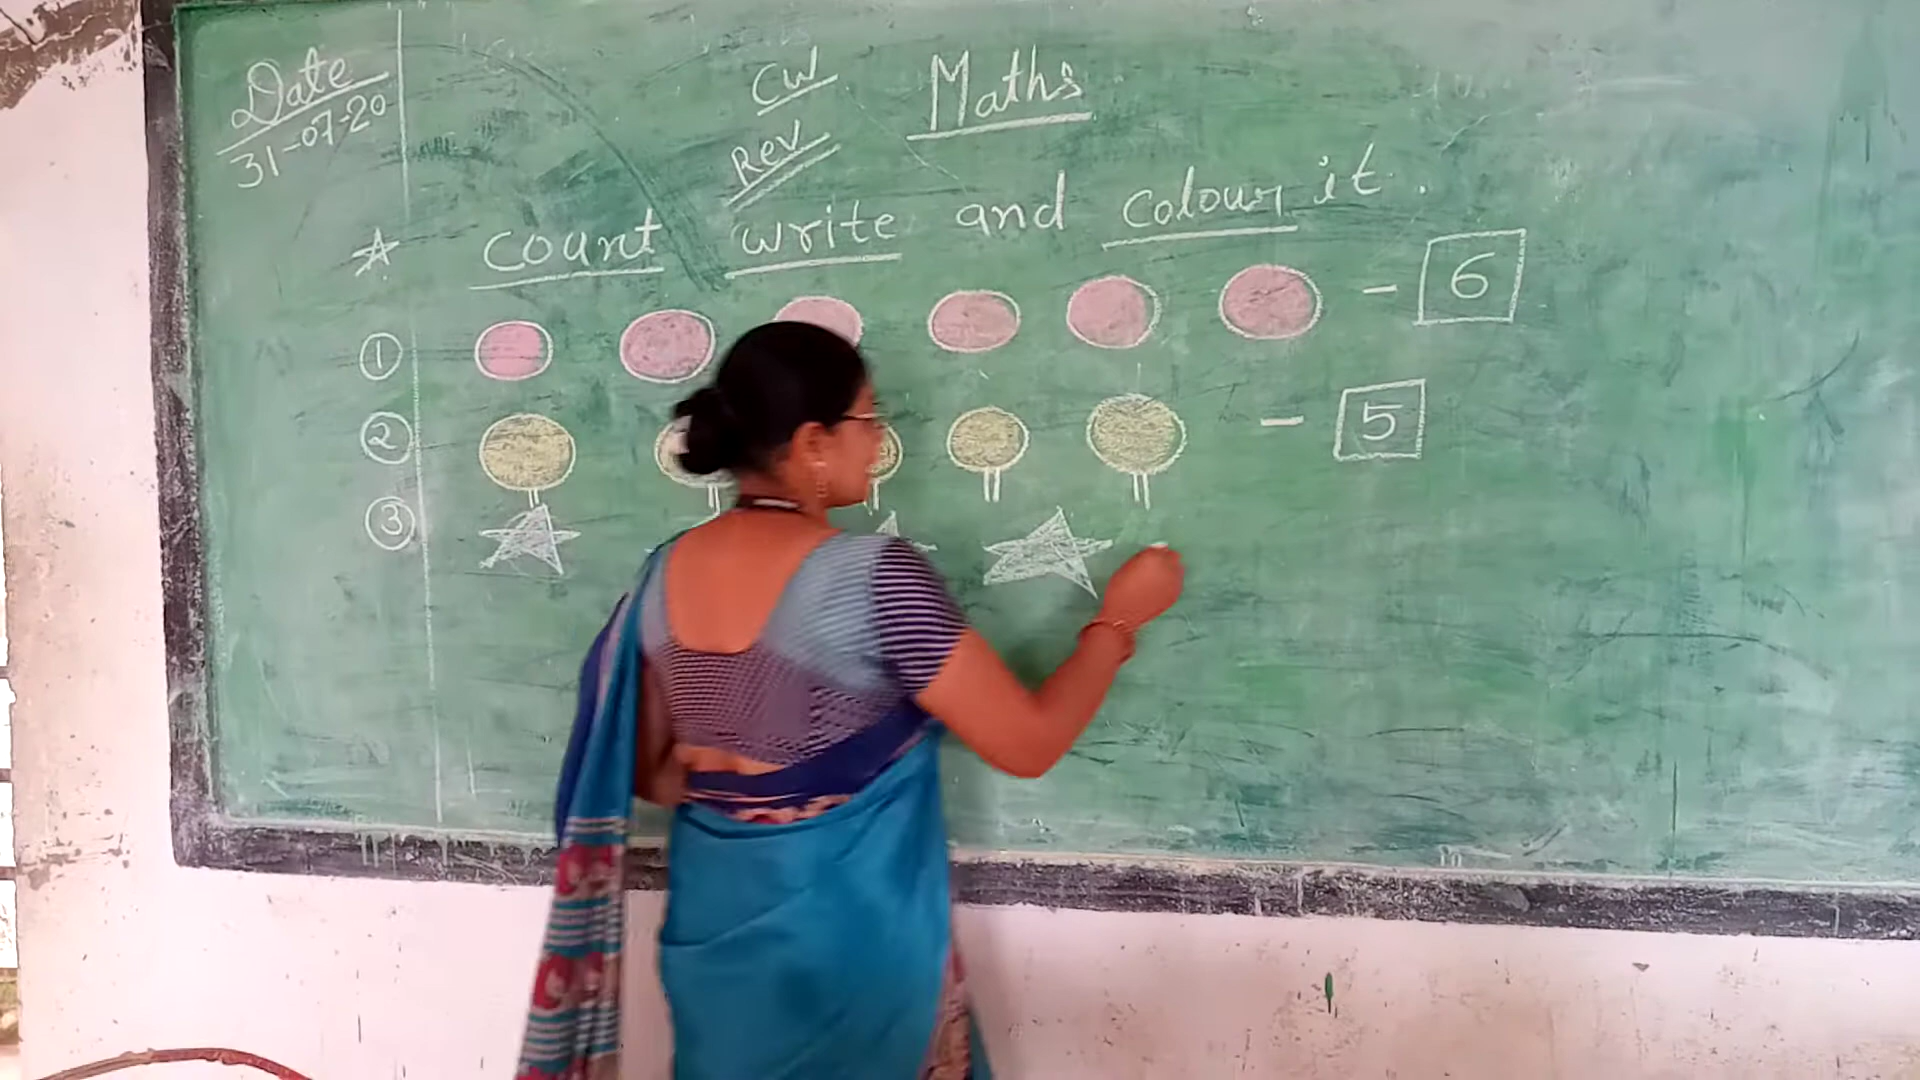 Date
31-07-20
CW
Rev
Maths
count write and colour it.
1
- 6
2
- 5
3